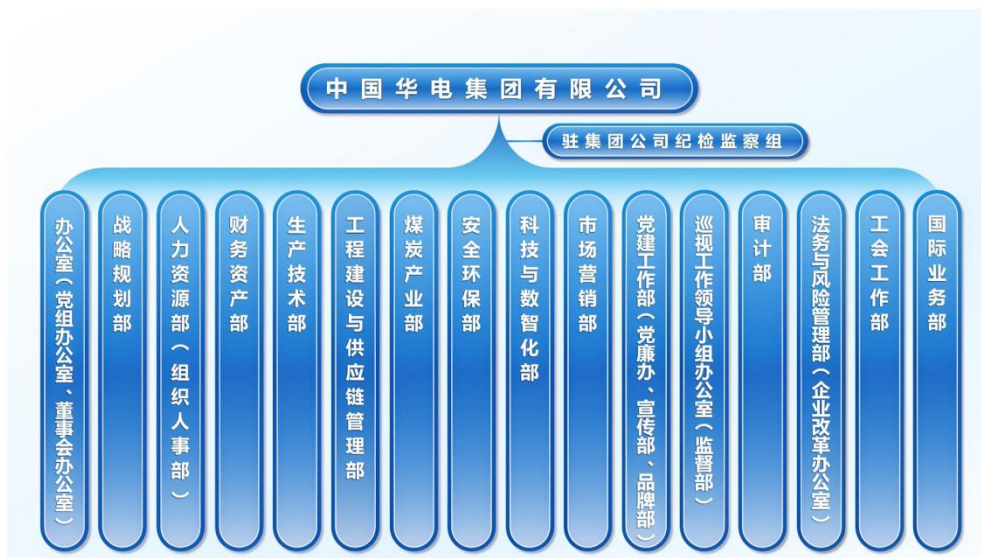 中国华电集团有限公司
驻集团公司纪检监察组
办公室（党组办公室、董事会办公室）
战略规划部
人力资源部（组织人事部）
财务资产部
生产技术部
工程建设与供应链管理部
煤炭产业部
安全环保部
科技与数智化部
市场营销部
党建工作部（党廉办、宣传部、品牌部）
巡视工作领导小组办公室（监督部）
审计部
法务与风险管理部（企业改革办公室）
工会工作部
国际业务部